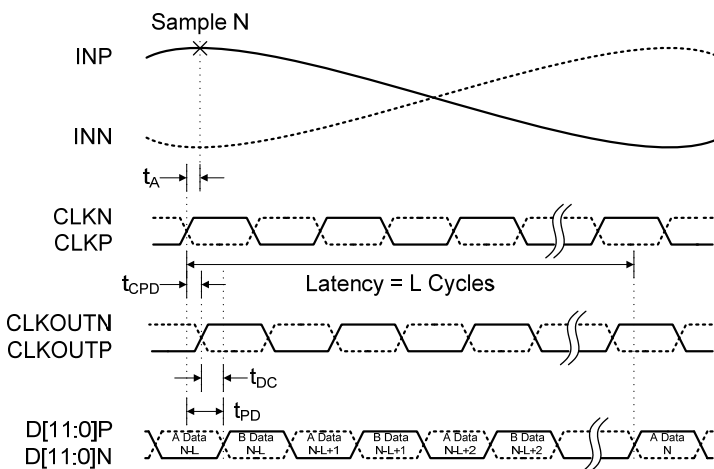 Sample N
INP
INN
tA
CLKN
CLKP
tCPD
Latency = L Cycles
CLKOUTN
CLKOUTP
tDC
tPD
D[11:0]P
D[11:0]N
A Data
N-L
B Data
N-L
A Data
N-L+1
B Data
N-L+1
A Data
N-L+2
B Data
N-L+2
A Data
N